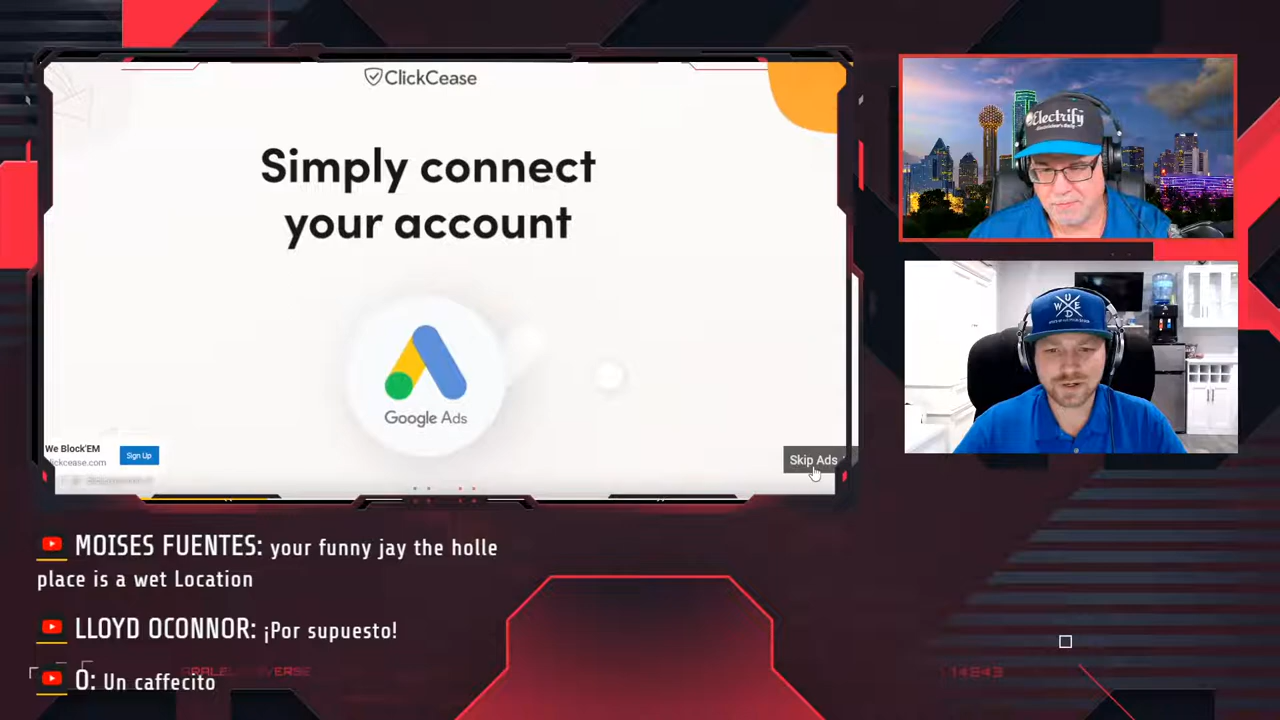 ClickCease
Simply connect
your account
Google Ads
We Block'EM
Sign Up
Skip Ads
Electrify
W U E D
MOISES FUENTES: your funny jay the holle
place is a wet Location
LLOYD OCONNOR: ¡Por supuesto!
O: Un caffecito